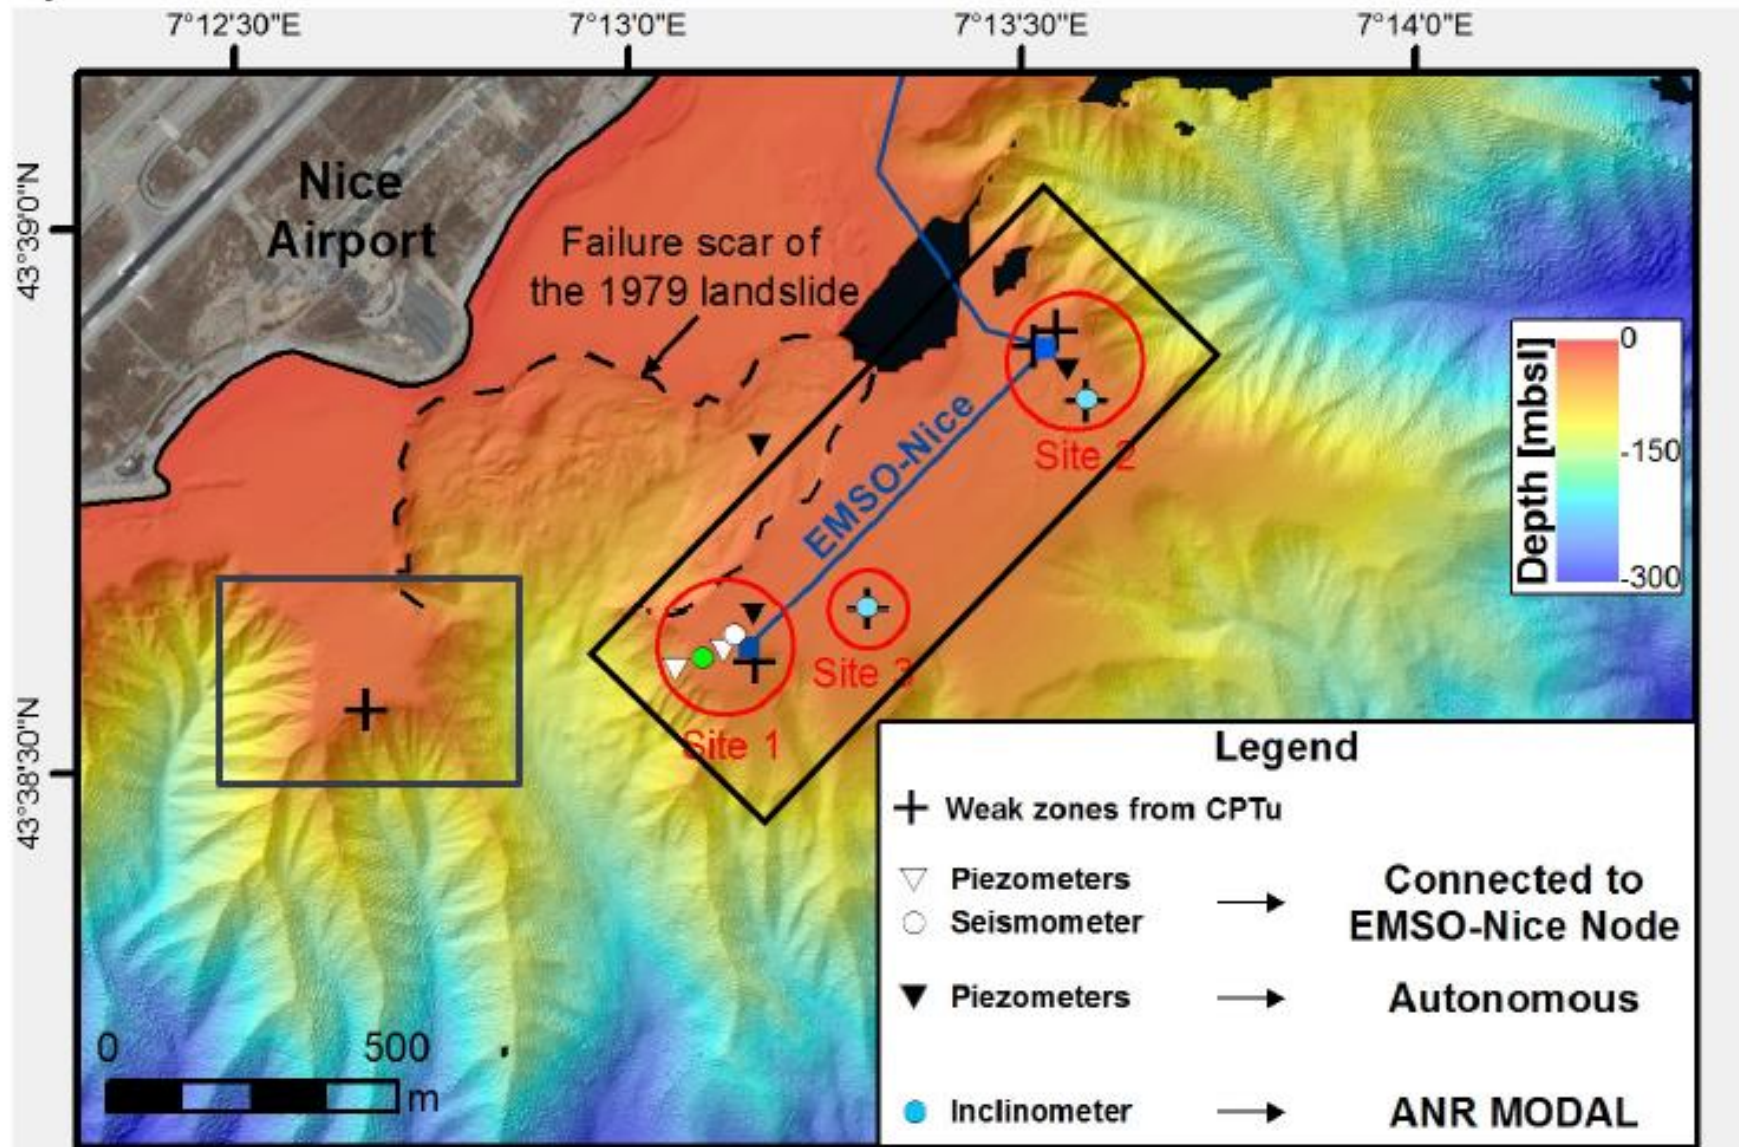 7°12'30"E
7°13'0"E
7°13'30"E
7°14'0"E
43°39'0"N
43°38'30"N
Nice
Airport
Failure scar of
the 1979 landslide
EMSO-Nice
Site 2
Site 3
Site 1
Depth [mbsl]
0
-150
-300
Legend
Weak zones from CPTu
Piezometers
Seismometer
Connected to
EMSO-Nice Node
Piezometers
Autonomous
Inclinometer
ANR MODAL
0
500
m